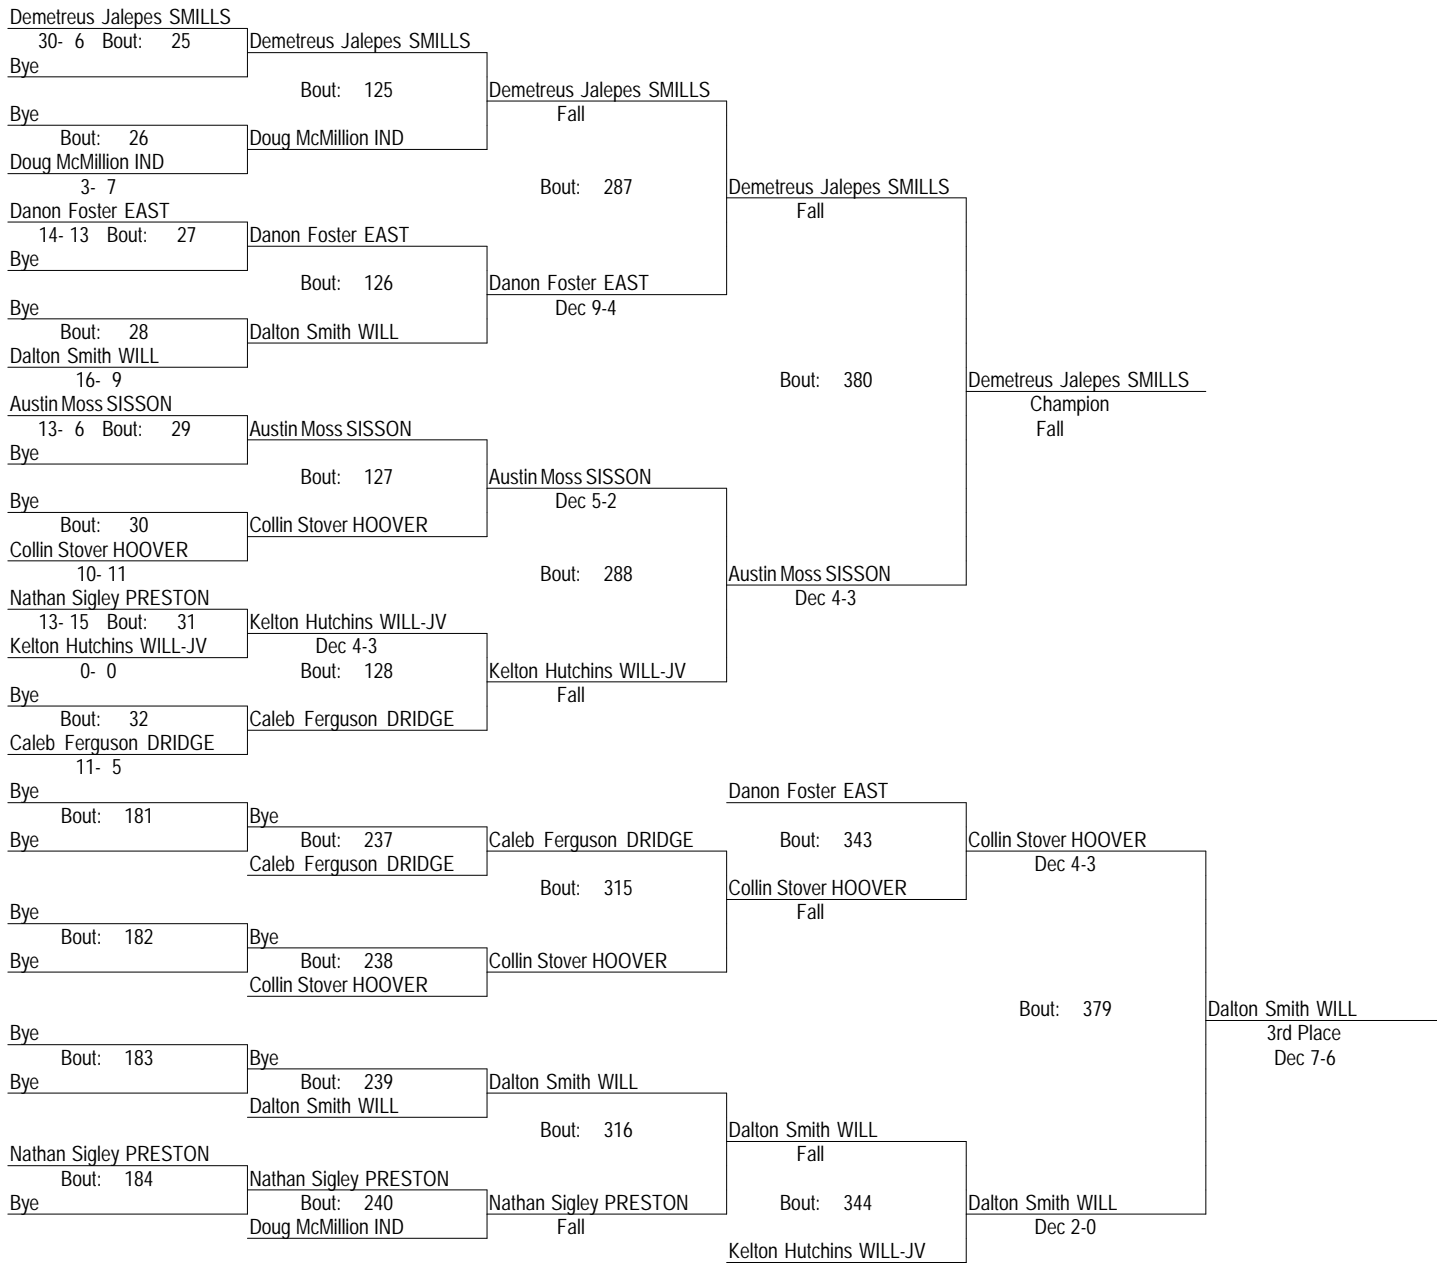 Demetreus Jalepes SMILLS
30- 6 Bout: 25 Demetreus Jalepes SMILLS
Bye
Bout: 125 Demetreus Jalepes SMILLS
Bye Fall
Bout: 26 Doug McMillion IND
Doug McMillion IND
3- 7 Bout: 287 Demetreus Jalepes SMILLS
Danon Foster EAST Fall
14- 13 Bout: 27 Danon Foster EAST
Bye
Bout: 126 Danon Foster EAST
Bye Dec 9-4
Bout: 28 Dalton Smith WILL
Dalton Smith WILL
16- 9 Bout: 380 Demetreus Jalepes SMILLS
Austin Moss SISSON Champion
13- 6 Bout: 29 Austin Moss SISSON Fall
Bye
Bout: 127 Austin Moss SISSON
Bye Dec 5-2
Bout: 30 Collin Stover HOOVER
Collin Stover HOOVER
10- 11 Bout: 288 Austin Moss SISSON
Nathan Sigley PRESTON Dec 4-3
13- 15 Bout: 31 Kelton Hutchins WILL-JV
Kelton Hutchins WILL-JV Dec 4-3
0- 0 Bout: 128 Kelton Hutchins WILL-JV
Bye Fall
Bout: 32 Caleb Ferguson DRIDGE
Caleb Ferguson DRIDGE
11- 5
Bye Danon Foster EAST
Bout: 181 Bye
Bye Bout: 237 Caleb Ferguson DRIDGE Bout: 343 Collin Stover HOOVER
Caleb Ferguson DRIDGE Dec 4-3
Bout: 315 Collin Stover HOOVER
Bye Fall
Bout: 182 Bye
Bye Bout: 238 Collin Stover HOOVER
Collin Stover HOOVER
Bout: 379 Dalton Smith WILL
Bye 3rd Place
Bout: 183 Bye Dec 7-6
Bye Bout: 239 Dalton Smith WILL
Dalton Smith WILL
Bout: 316 Dalton Smith WILL
Nathan Sigley PRESTON Fall
Bout: 184 Nathan Sigley PRESTON
Bye Bout: 240 Nathan Sigley PRESTON Bout: 344 Dalton Smith WILL
Doug McMillion IND Fall Dec 2-0
Kelton Hutchins WILL-JV